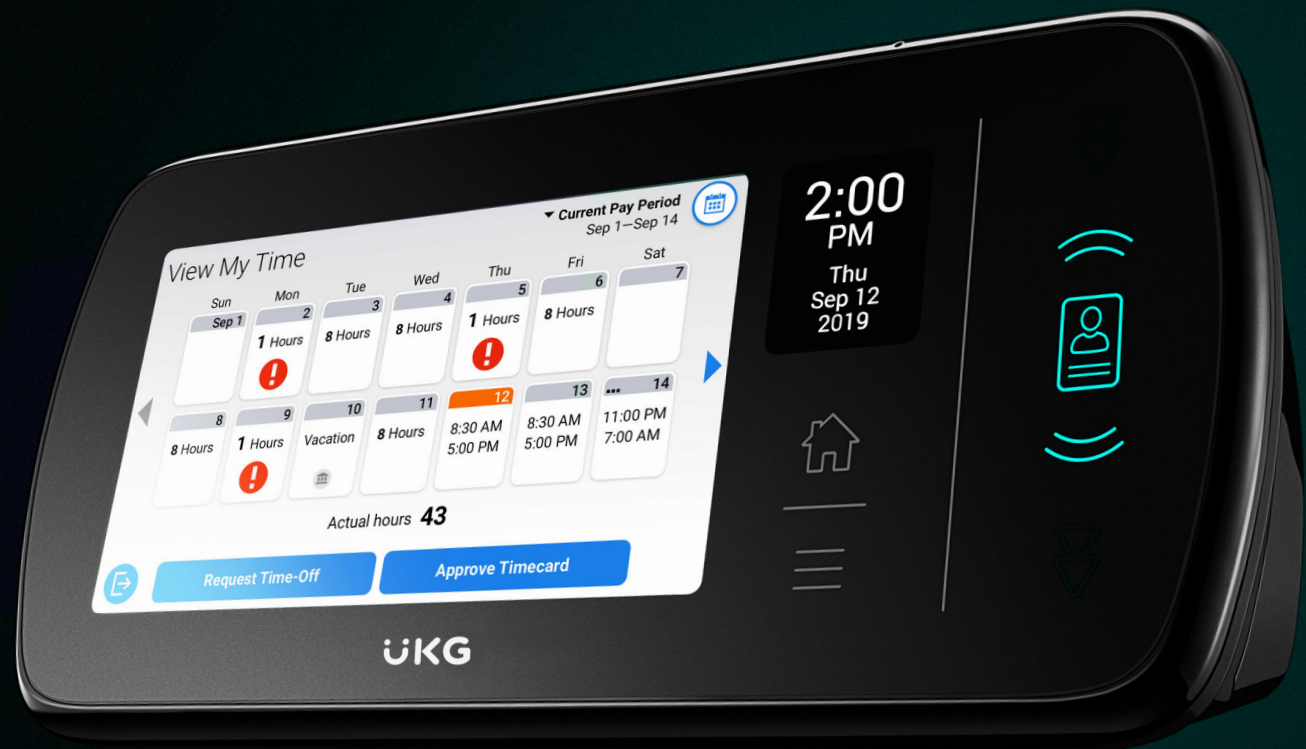 View My Time
Current Pay Period
Sep 1—Sep 14
Sun Mon Tue Wed Thu Fri Sat
Sep 1 2 3 4 5 6 7
1 Hours 8 Hours 8 Hours 1 Hours 8 Hours
8 9 10 11 12 13 ... 14
8 Hours 1 Hours Vacation 8 Hours 8:30 AM 8:30 AM 11:00 PM
5:00 PM 5:00 PM 7:00 AM
Actual hours 43
Request Time-Off Approve Timecard
UKG
2:00
PM
Thu
Sep 12
2019